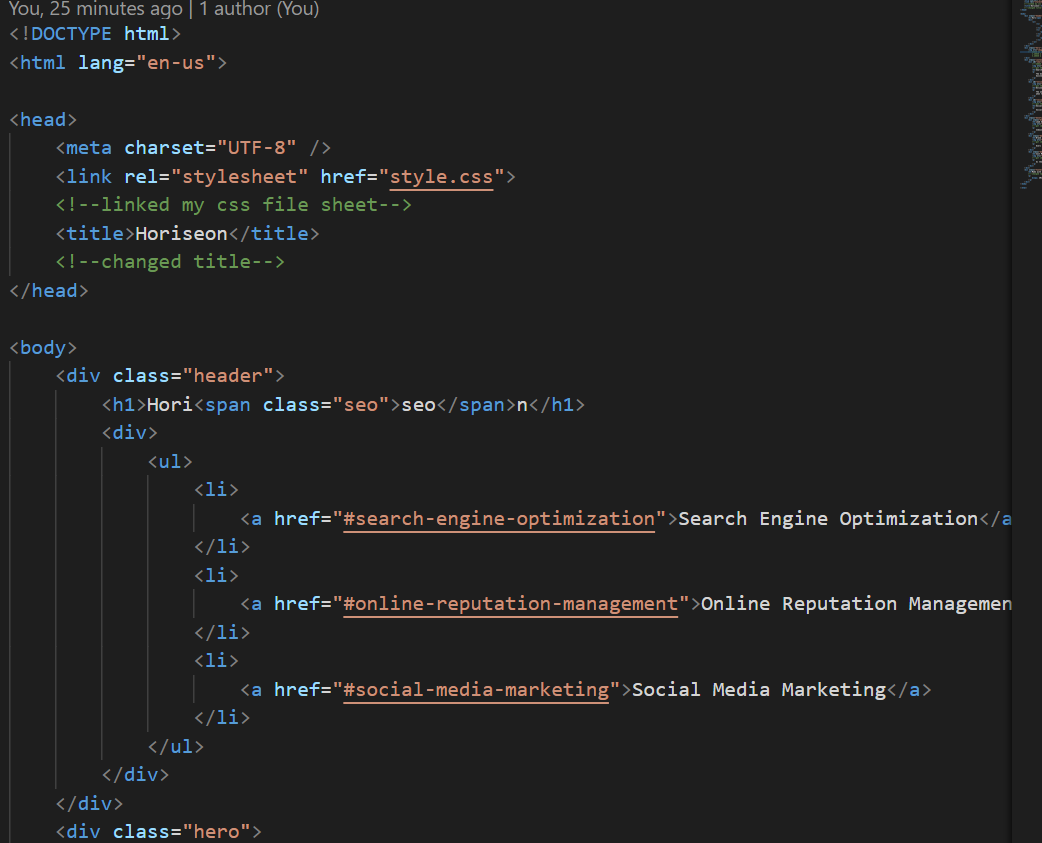 You, 25 minutes ago | 1 author (You)
<!DOCTYPE html>
<html lang="en-us">
<head>
<meta charset="UTF-8" />
<link rel="stylesheet" href="style.css">
<!--linked my css file sheet-->
<title>Horiseon</title>
<!--changed title-->
</head>
<body>
<div class="header">
<h1>Hori<span class="seo">seo</span>n</h1>
<div>
<ul>
<li>
<a href="#search-engine-optimization">Search Engine Optimization</a
</li>
<li>
<a href="#online-reputation-management">Online Reputation Managemen
</li>
<li>
<a href="#social-media-marketing">Social Media Marketing</a>
</li>
</ul>
</div>
</div>
<div class="hero">